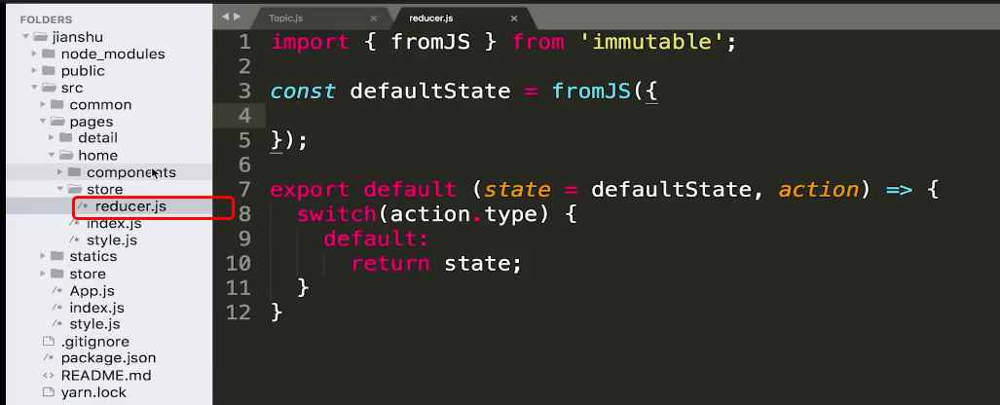 FOLDERS
jianshu
node_modules
public
src
common
pages
detail
home
components
store
/* reducer.js
/* index.js
/* style.js
statics
store
/* App.js
/* index.js
/* style.js
.gitignore
/* package.json
<> README.md
yarn.lock
Topic.js × reducer.js ×
1 import { fromJS } from 'immutable';
2
3 const defaultState = fromJS({
4
5 });
6
7 export default (state = defaultState, action) => {
8 switch(action.type) {
9 default:
10 return state;
11 }
12 }